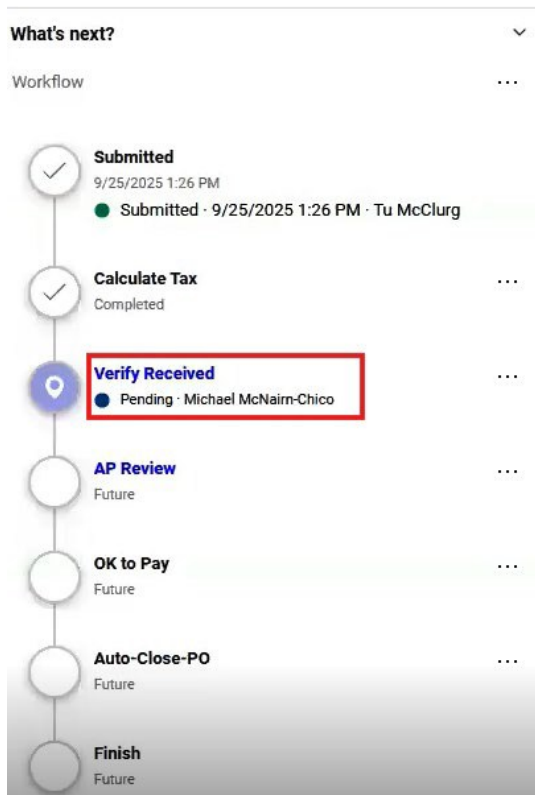 What's next?
Workflow
Submitted
9/25/2025 1:26 PM
Submitted · 9/25/2025 1:26 PM · Tu McClurg
Calculate Tax
Completed
Verify Received
Pending · Michael McNairn-Chico
AP Review
Future
OK to Pay
Future
Auto-Close-PO
Future
Finish
Future